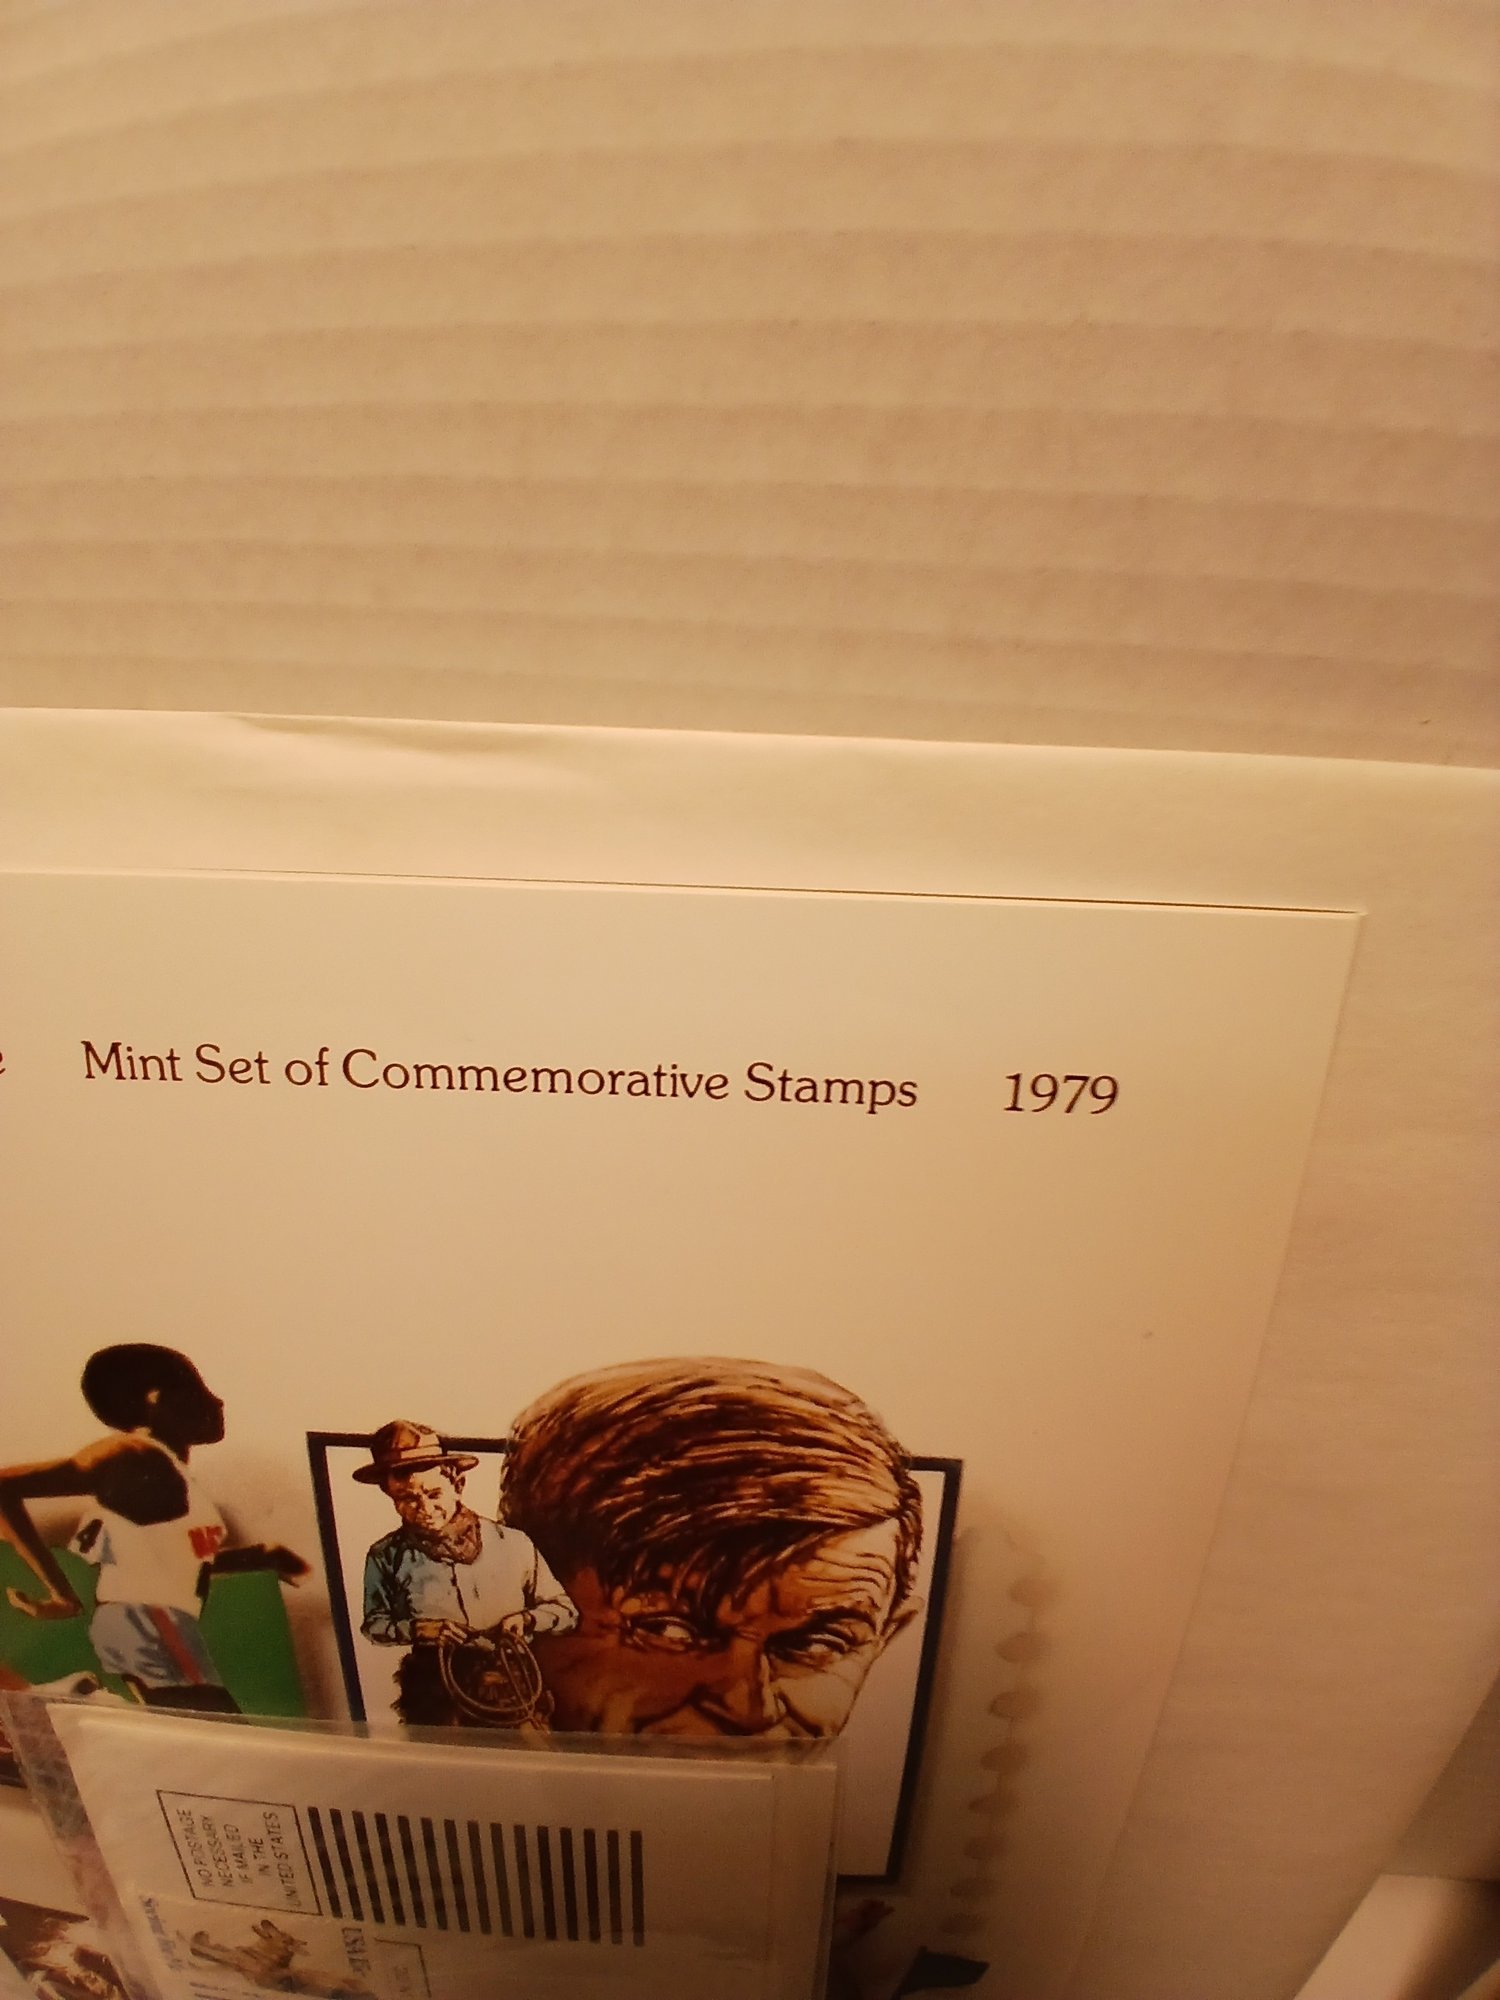 e Mint Set of Commemorative Stamps 1979
NO POSTAGE
NECESSARY
IF MAILED
IN THE
UNITED STATES